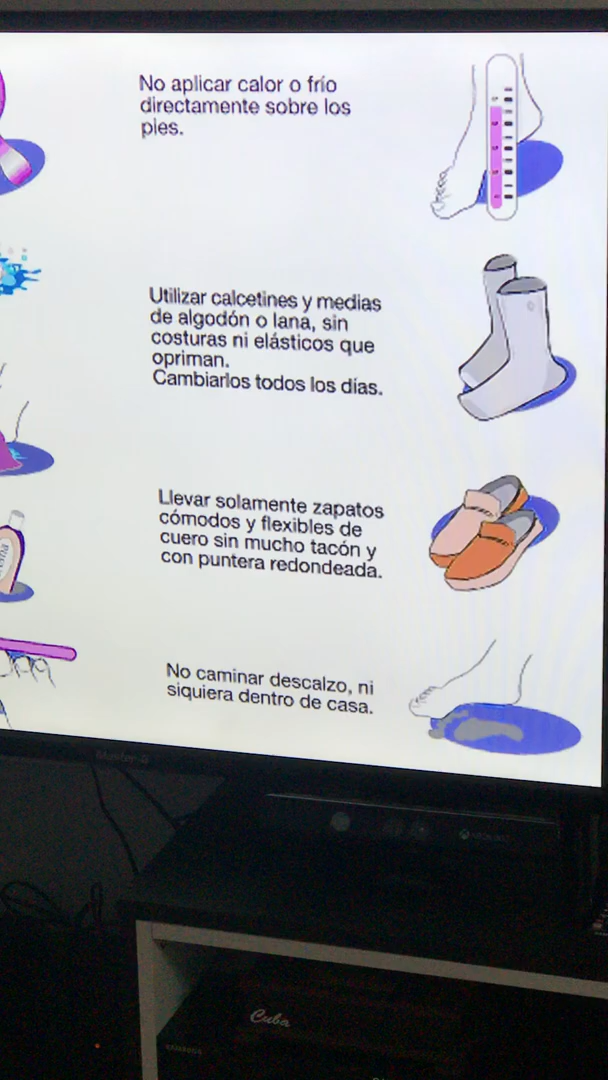 No aplicar calor o frío
directamente sobre los
pies.
Utilizar calcetines y medias
de algodón o lana, sin
costuras ni elásticos que
opriman.
Cambiarlos todos los días.
Llevar solamente zapatos
cómodos y flexibles de
cuero sin mucho tacón y
con puntera redondeada.
No caminar descalzo, ni
siquiera dentro de casa.
Cuba